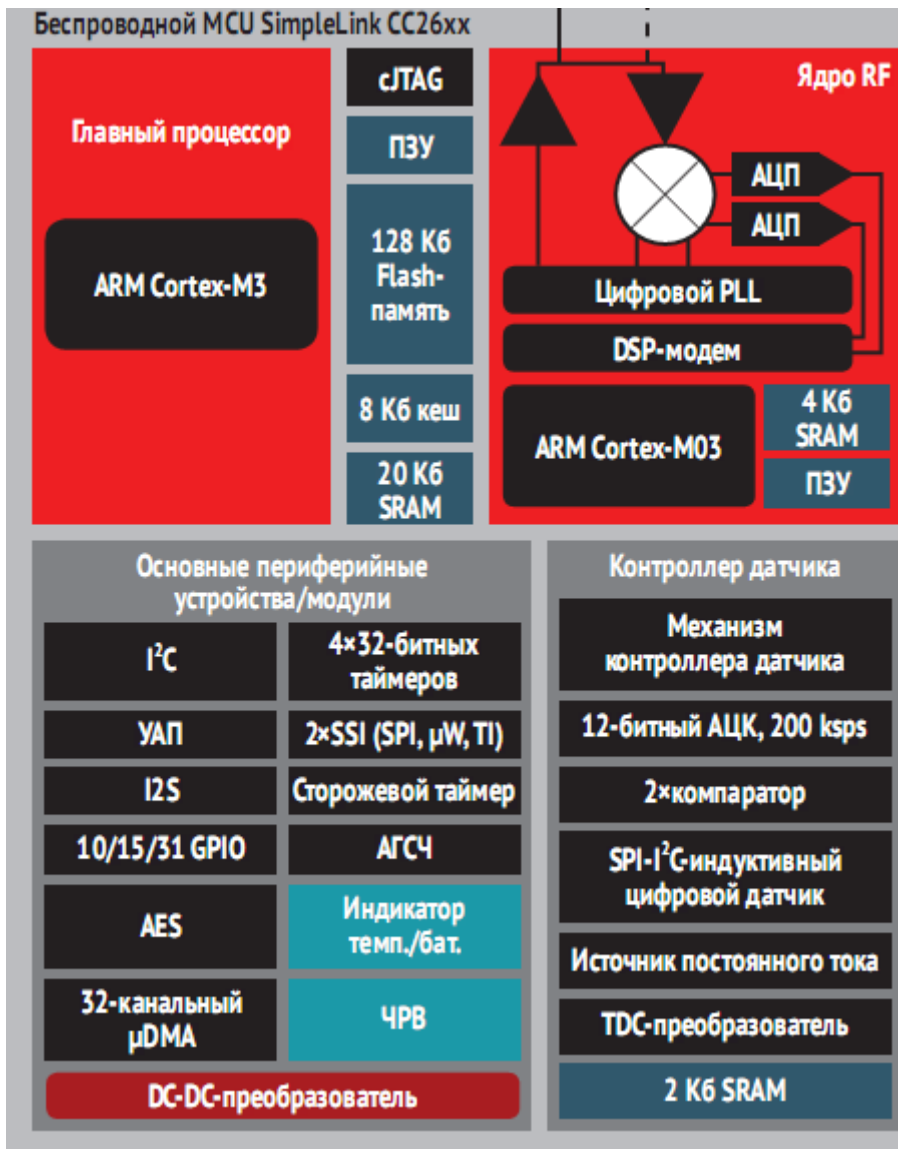 Беспроводной MCU SimpleLink CC26xx
Главный процессор
ARM Cortex-M3
cJTAG
ПЗУ
128 Кб
Flash-
память
8 Кб кеш
20 Кб
SRAM
Ядро RF
АЦП
АЦП
Цифровой PLL
DSP-модем
ARM Cortex-M03
4 Кб
SRAM
ПЗУ
Основные периферийные
устройства/модули
I²C
4×32-битных
таймеров
УАП
2×SSI (SPI, µW, TI)
I2S
Сторожевой таймер
10/15/31 GPIO
АГСЧ
AES
Индикатор
темп./бат.
32-канальный
µDMA
ЧРВ
DC-DC-преобразователь
Контроллер датчика
Механизм
контроллера датчика
12-битный АЦК, 200 ksps
2×компаратор
SPI-I²C-индуктивный
цифровой датчик
Источник постоянного тока
TDC-преобразователь
2 Кб SRAM